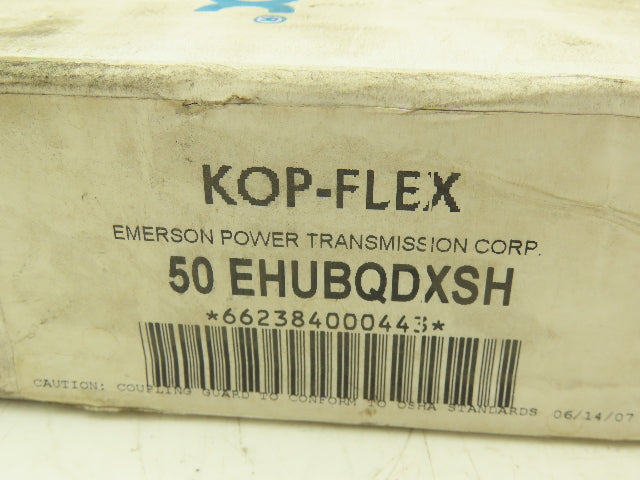 KOP-FLEX
EMERSON POWER TRANSMISSION CORP.
50 EHUBQDXSH
*662384000443*
CAUTION: COUPLING GUARD TO CONFORM TO OSHA STANDARDS 06/14/07